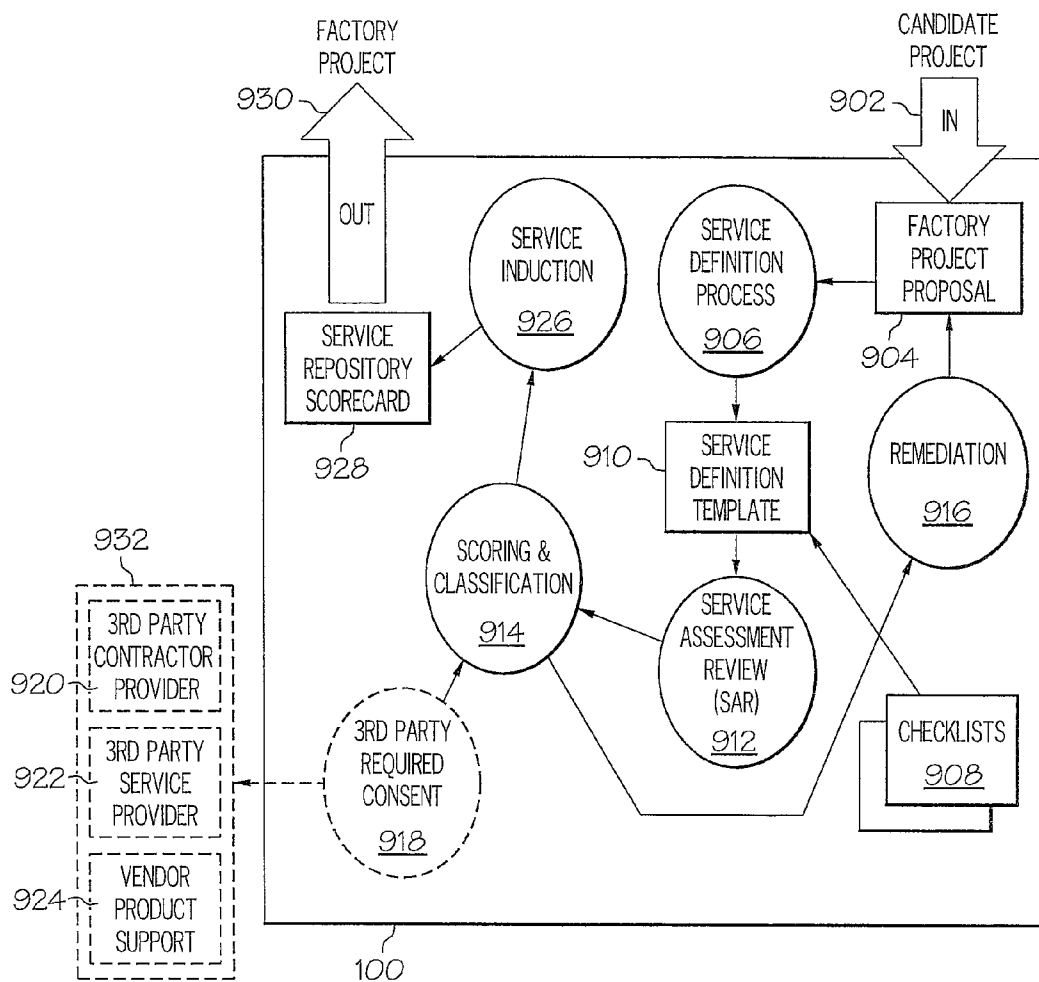 FACTORY
PROJECT
930
OUT
CANDIDATE
PROJECT
902
IN
SERVICE
INDUCTION
926
SERVICE
DEFINITION
PROCESS
906
FACTORY
PROJECT
PROPOSAL
904
SERVICE
REPOSITORY
SCORECARD
928
910
SERVICE
DEFINITION
TEMPLATE
REMEDIATION
916
SCORING &
CLASSIFICATION
914
SERVICE
ASSESSMENT
REVIEW
(SAR)
912
CHECKLISTS
908
932
3RD PARTY
CONTRACTOR
PROVIDER
920
3RD PARTY
SERVICE
PROVIDER
922
VENDOR
PRODUCT
SUPPORT
924
3RD PARTY
REQUIRED
CONSENT
918
100